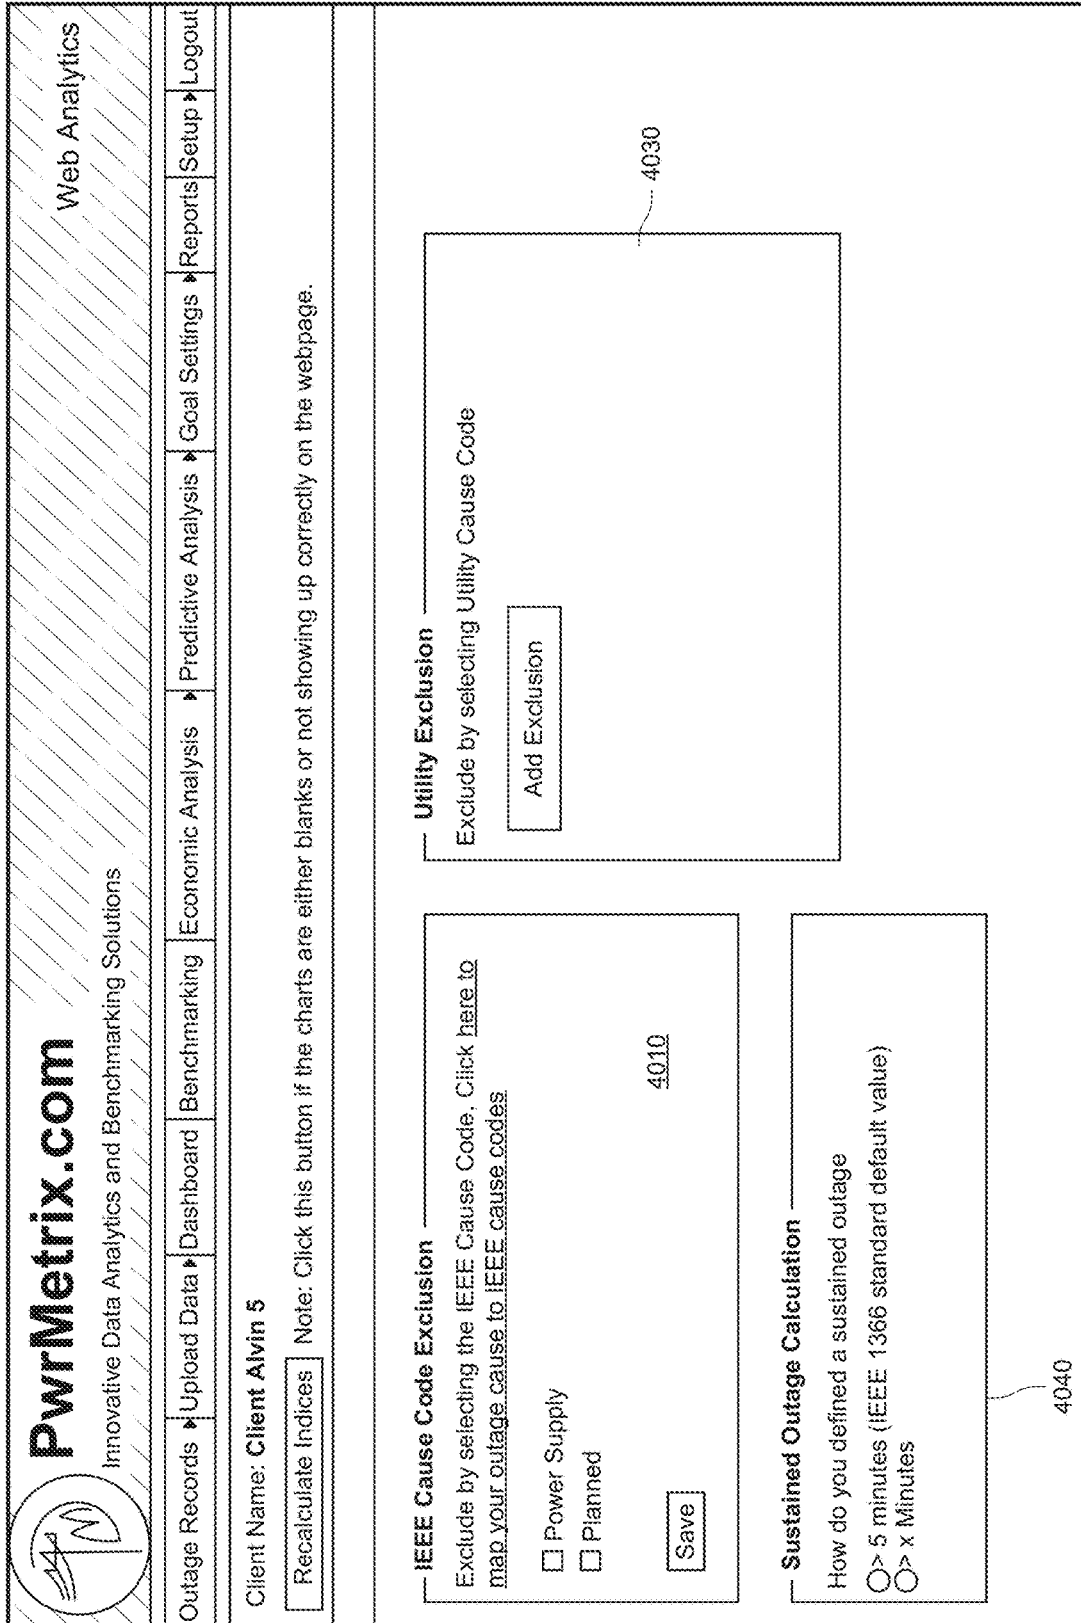 PwrMetrix.com
Innovative Data Analytics and Benchmarking Solutions
Web Analytics
Outage Records Upload Data Dashboard Benchmarking Economic Analysis Predictive Analysis Goal Settings Reports Setup Logout
Client Name: Client Alvin 5
Recalculate Indices Note: Click this button if the charts are either blanks or not showing up correctly on the webpage.
IEEE Cause Code Exclusion
Exclude by selecting the IEEE Cause Code, Click here to
map your outage cause to IEEE cause codes
Power Supply
Planned
4010
Save
Utility Exclusion
Exclude by selecting Utility Cause Code
Add Exclusion
4030
Sustained Outage Calculation
How do you defined a sustained outage
> 5 minutes (IEEE 1366 standard default value)
> x Minutes
4040